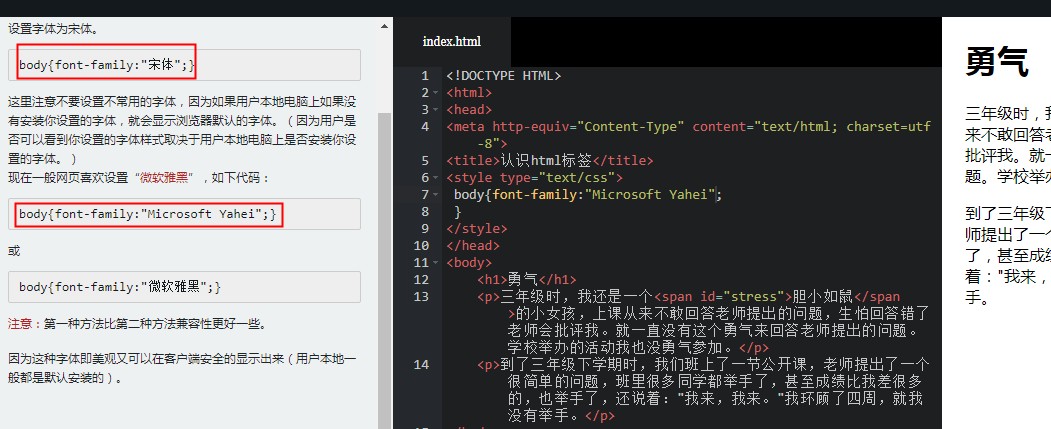 设置字体为宋体。
body{font-family:"宋体";}
这里注意不要设置不常用的字体，因为如果用户本地电脑上如果没
有安装你设置的字体，就会显示浏览器默认的字体。（因为用户是
否可以看到你设置的字体样式取决于用户本地电脑上是否安装你设
置的字体。）
现在一般网页喜欢设置“微软雅黑”，如下代码：
body{font-family:"Microsoft Yahei";}
或
body{font-family:"微软雅黑";}
注意：第一种方法比第二种方法兼容性更好一些。
因为这种字体即美观又可以在客户端安全的显示出来（用户本地一
般都是默认安装的）。
index.html
1 <!DOCTYPE HTML>
2 <html>
3 <head>
4 <meta http-equiv="Content-Type" content="text/html; charset=utf
-8">
5 <title>认识html标签</title>
6 <style type="text/css">
7 body{font-family:"Microsoft Yahei";
8 }
9 </style>
10 </head>
11 <body>
12 <h1>勇气</h1>
13 <p>三年级时，我还是一个<span id="stress">胆小如鼠</span
>的小女孩，上课从来不敢回答老师提出的问题，生怕回答错了
老师会批评我。就一直没有这个勇气来回答老师提出的问题。
学校举办的活动我也没勇气参加。</p>
14 <p>到了三年级下学期时，我们班上了一节公开课，老师提出了一个
很简单的问题，班里很多同学都举手了，甚至成绩比我差很多
的，也举手了，还说着："我来，我来。"我环顾了四周，就我
没有举手。</p>
勇气
三年级时，我
来不敢回答老
批评我。就一
题。学校举办
到了三年级下
师提出了一个
了，甚至成绩
着："我来，
手。